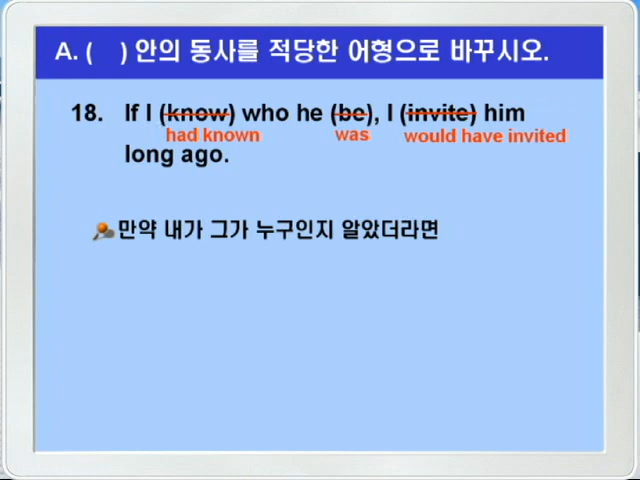 A. (    ) 안의 동사를 적당한 어형으로 바꾸시오.
18. If I (know) who he (be), I (invite) him
had known was would have invited
long ago.
만약 내가 그가 누구인지 알았더라면